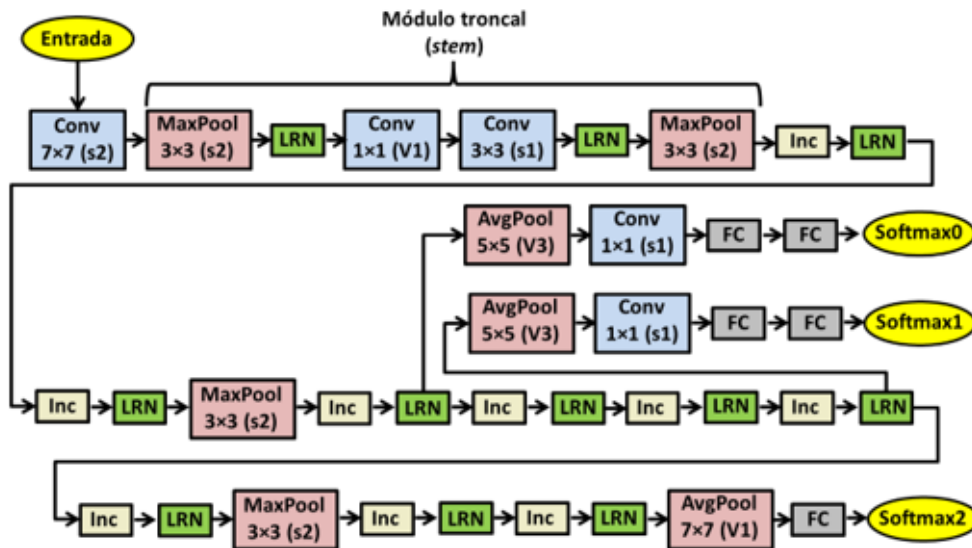 Módulo troncal
(stem)
Entrada
Conv
7×7 (s2)
MaxPool
3×3 (s2)
LRN
Conv
1×1 (V1)
Conv
3×3 (s1)
LRN
MaxPool
3×3 (s2)
Inc
LRN
AvgPool
5×5 (V3)
Conv
1×1 (s1)
FC
FC
Softmax0
AvgPool
5×5 (V3)
Conv
1×1 (s1)
FC
FC
Softmax1
Inc
LRN
MaxPool
3×3 (s2)
Inc
LRN
Inc
LRN
Inc
LRN
Inc
LRN
Inc
LRN
MaxPool
3×3 (s2)
Inc
LRN
Inc
LRN
AvgPool
7×7 (V1)
FC
Softmax2